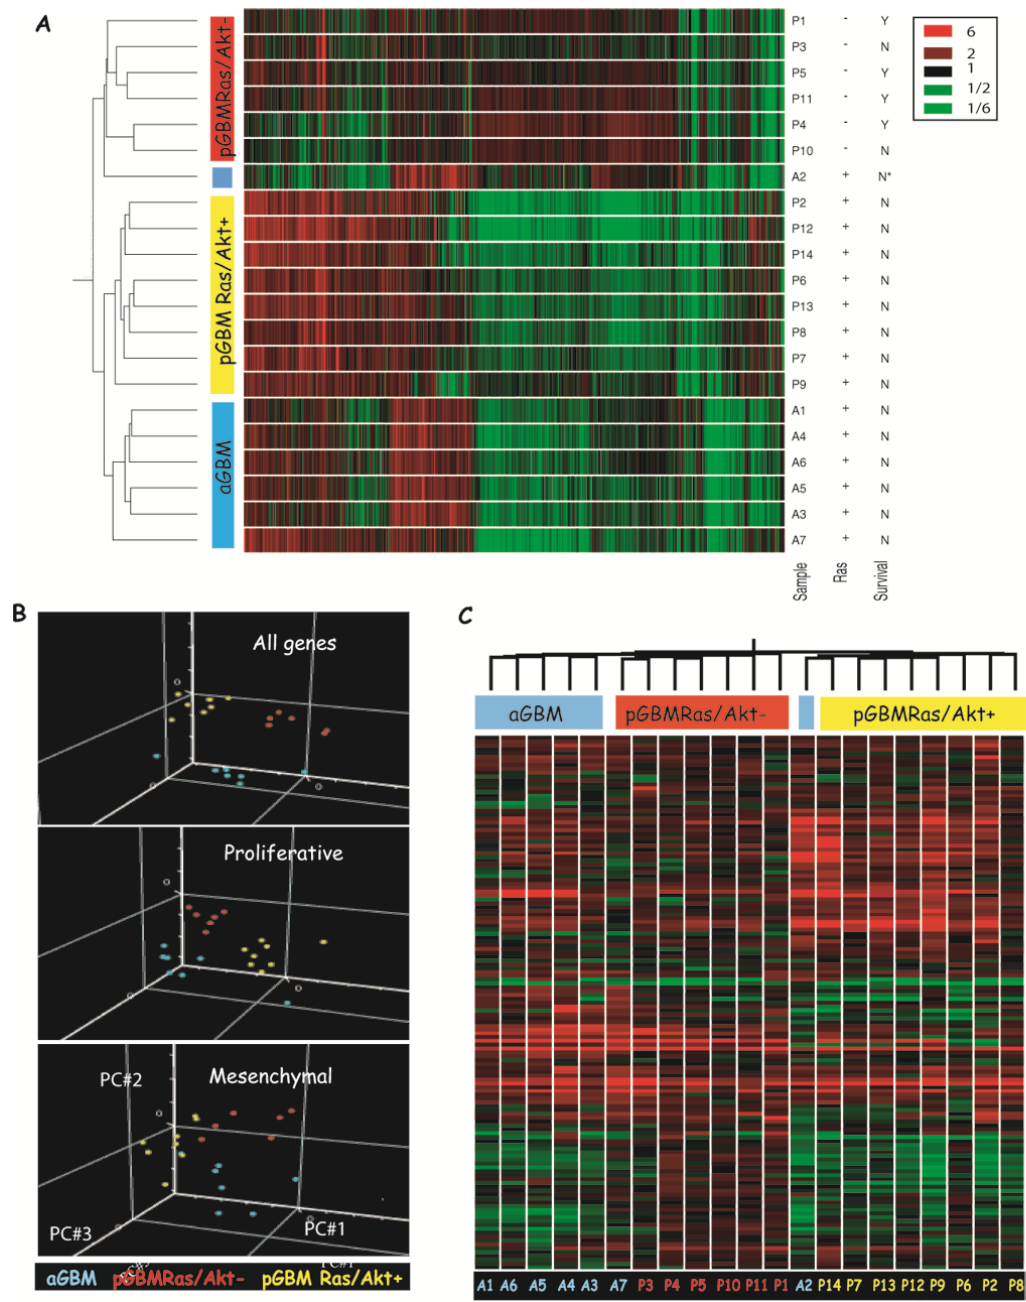 A
pGBMRas/Akt-
pGBM Ras/Akt+
aGBM
P1 - Y
P3 - N
P5 - Y
P11 - Y
P4 - Y
P10 - N
A2 + N*
P2 + N
P12 + N
P14 + N
P6 + N
P13 + N
P8 + N
P7 + N
P9 + N
A1 + N
A4 + N
A6 + N
A5 + N
A3 + N
A7 + N
Sample Ras Survival
6
2
1
1/2
1/6
B
All genes
Proliferative
Mesenchymal
PC#2
PC#3
PC#1
aGBM pGBMRas/Akt- pGBM Ras/Akt+
C
aGBM pGBMRas/Akt- pGBMRas/Akt+
A1 A6 A5 A4 A3 A7 P3 P4 P5 P10 P11 P1 A2 P14 P7 P13 P12 P9 P6 P2 P8